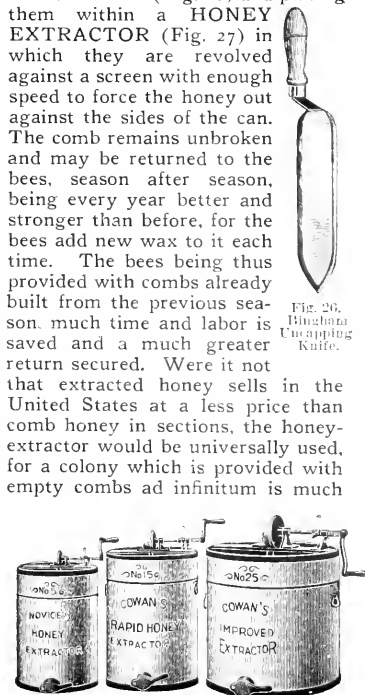 them within a HONEY
EXTRACTOR (Fig. 27) in
which they are revolved
against a screen with enough
speed to force the honey out
against the sides of the can.
The comb remains unbroken
and may be returned to the
bees, season after season,
being every year better and
stronger than before, for the
bees add new wax to it each
time. The bees being thus
provided with combs already
built from the previous sea-
son. much time and labor is
saved and a much greater
return secured. Were it not
Fig. 26.
Bingham
Uncapping
Knife.
that extracted honey sells in the
United States at a less price than
comb honey in sections, the honey-
extractor would be universally used,
for a colony which is provided with
empty combs ad infinitum is much
NOVICE'S
HONEY
EXTRACTOR
No 15
COWAN'S
RAPID HONEY
EXTRACTOR
No 25
COWAN'S
IMPROVED
EXTRACTOR